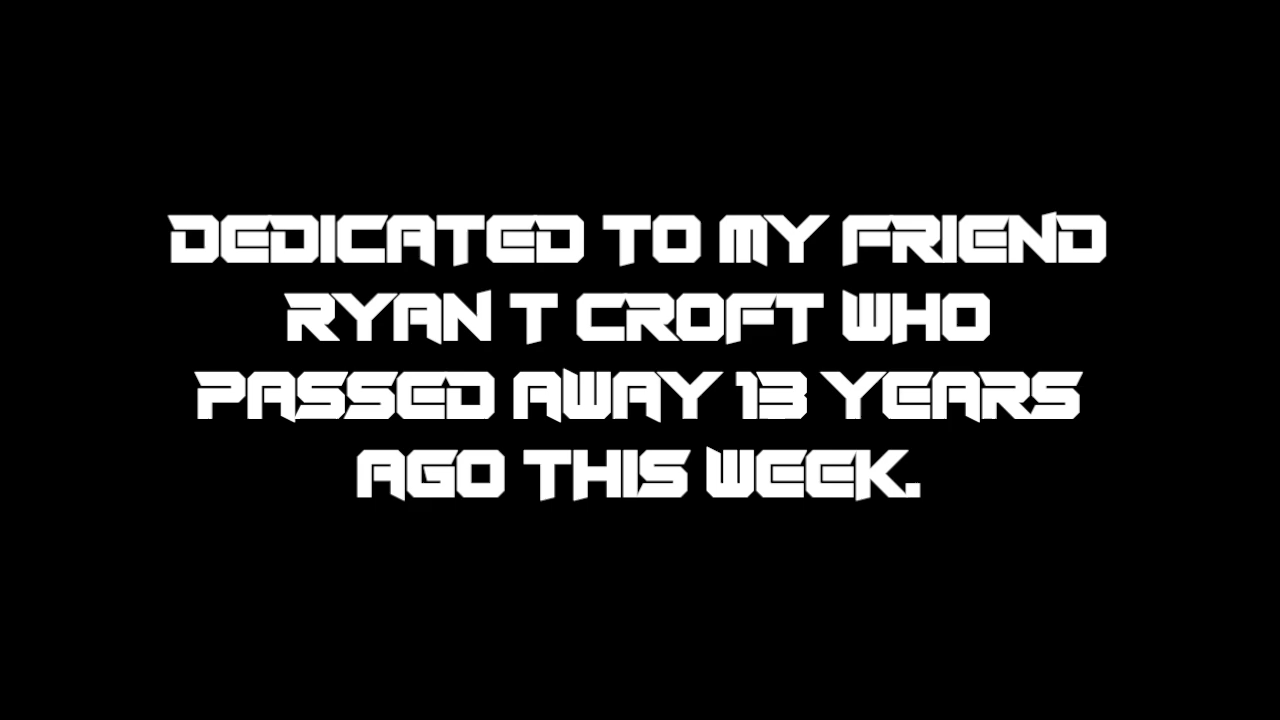 DEDICATED TO MY FRIEND
RYAN T CROFT WHO
PASSED AWAY 13 YEARS
AGO THIS WEEK.